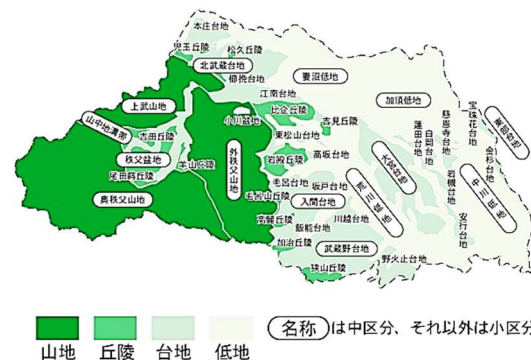 本庄台地
児玉丘陵
松久丘陵
北武蔵台地
櫛挽台地
妻沼低地
上武山地
江南台地
加須低地
小川盆地
比企丘陵
山中地溝帯
吉田丘陵
吉見丘陵
東松山台地
慈恩寺台地
宝珠花台地
白岡台地
蓮田台地
秩父盆地
羊山丘陵
外秩父山地
岩殿丘陵
高坂台地
大宮台地
金杉台地
尾田蒔丘陵
岩槻台地
中川低地
奥秩父山地
毛呂台地
坂戸台地
荒川低地
毛呂山丘陵
入間台地
高麗丘陵
飯能台地
川越台地
安行台地
加治丘陵
武蔵野台地
野火止台地
狭山丘陵
山地
丘陵
台地
低地
名称は中区分、それ以外は小区分